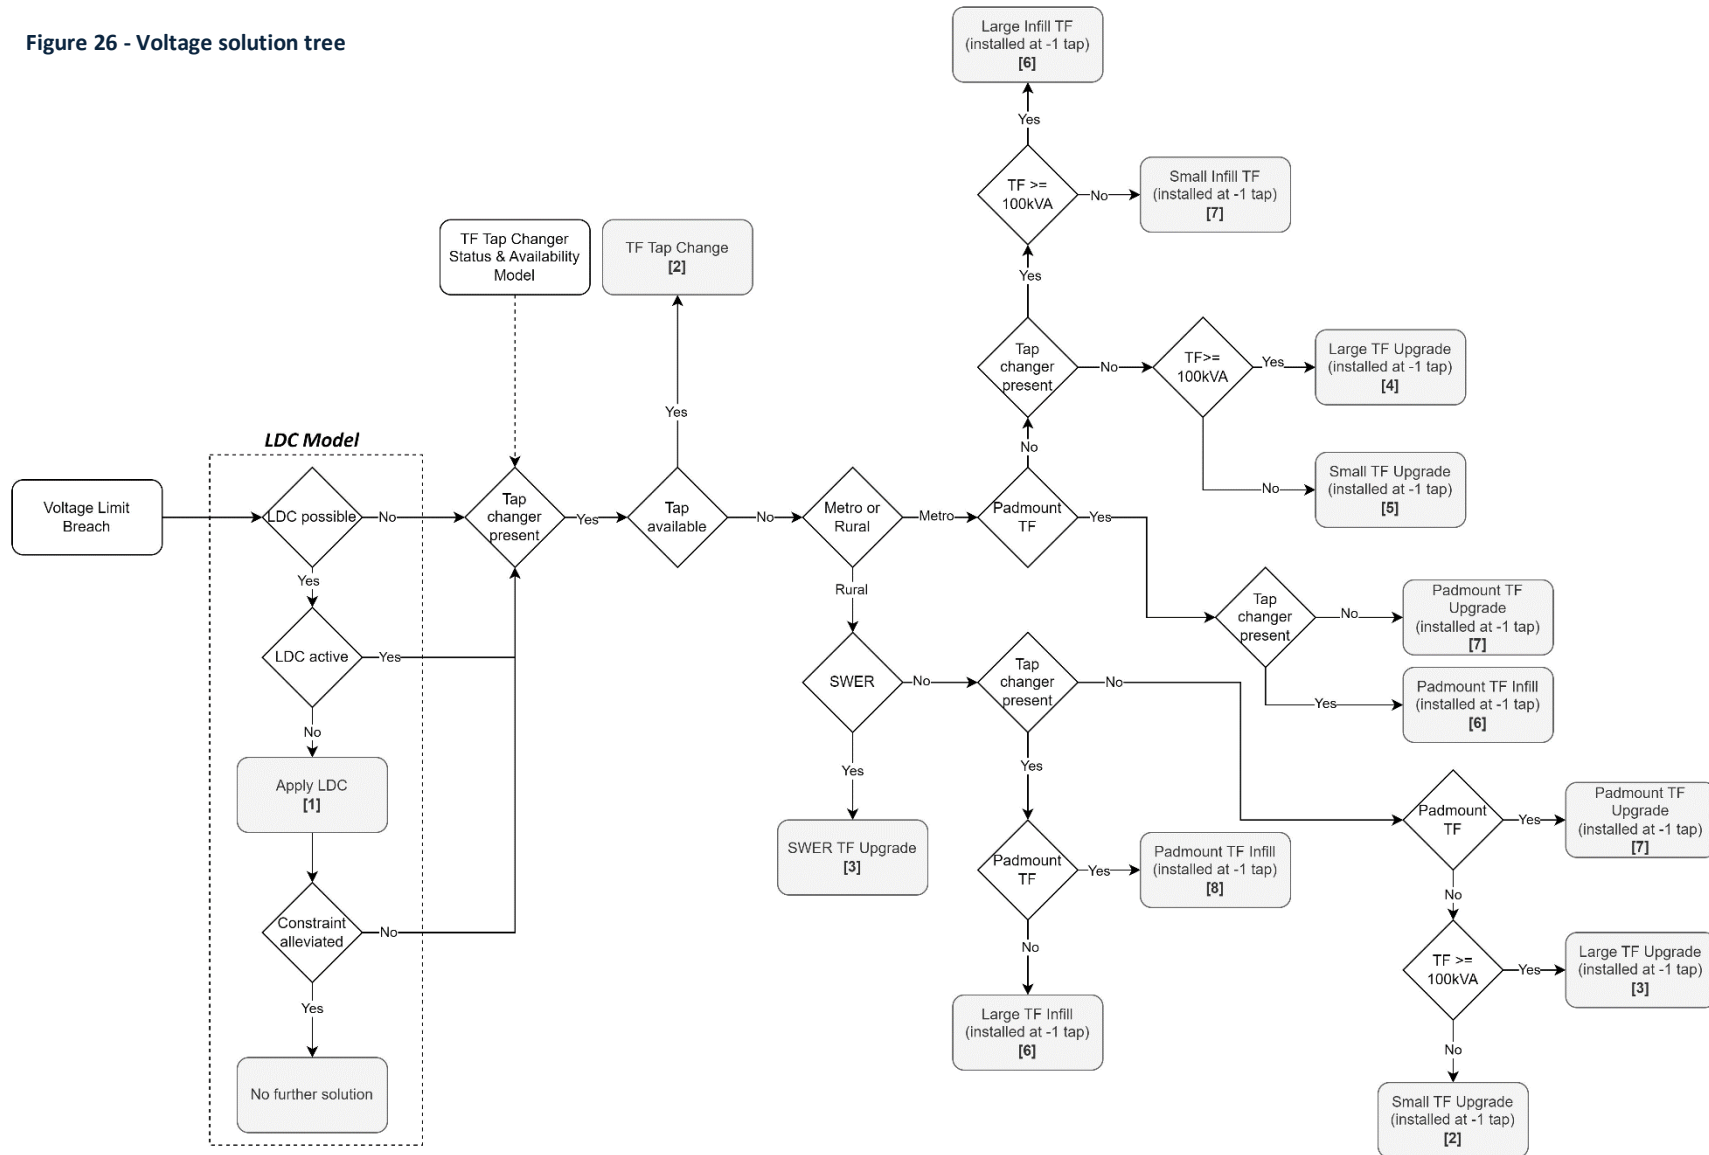 Figure 26 - Voltage solution tree
Large Infill TF
(installed at -1 tap)
[6]
Yes
TF >=
100kVA
No
Small Infill TF
(installed at -1 tap)
[7]
Yes
TF Tap Changer
Status & Availability
Model
TF Tap Change
[2]
Tap
changer
present
No
TF>=
100kVA
Yes
Large TF Upgrade
(installed at -1 tap)
[4]
No
Small TF Upgrade
(installed at -1 tap)
[5]
Yes
No
LDC Model
Voltage Limit
Breach
LDC possible
No
Tap
changer
present
Yes
Tap
available
No
Metro or
Rural
Metro
Padmount
TF
Yes
Yes
LDC active
Yes
No
Apply LDC
[1]
Constraint
alleviated
No
Yes
No further solution
Tap
changer
present
No
Padmount TF
Upgrade
(installed at -1 tap)
[7]
Yes
Padmount TF Infill
(installed at -1 tap)
[6]
Rural
SWER
No
Tap
changer
present
No
Yes
SWER TF Upgrade
[3]
Yes
Padmount
TF
Yes
Padmount TF Infill
(installed at -1 tap)
[8]
No
Large TF Infill
(installed at -1 tap)
[6]
Padmount
TF
Yes
Padmount TF
Upgrade
(installed at -1 tap)
[7]
No
TF >=
100kVA
Yes
Large TF Upgrade
(installed at -1 tap)
[3]
No
Small TF Upgrade
(installed at -1 tap)
[2]